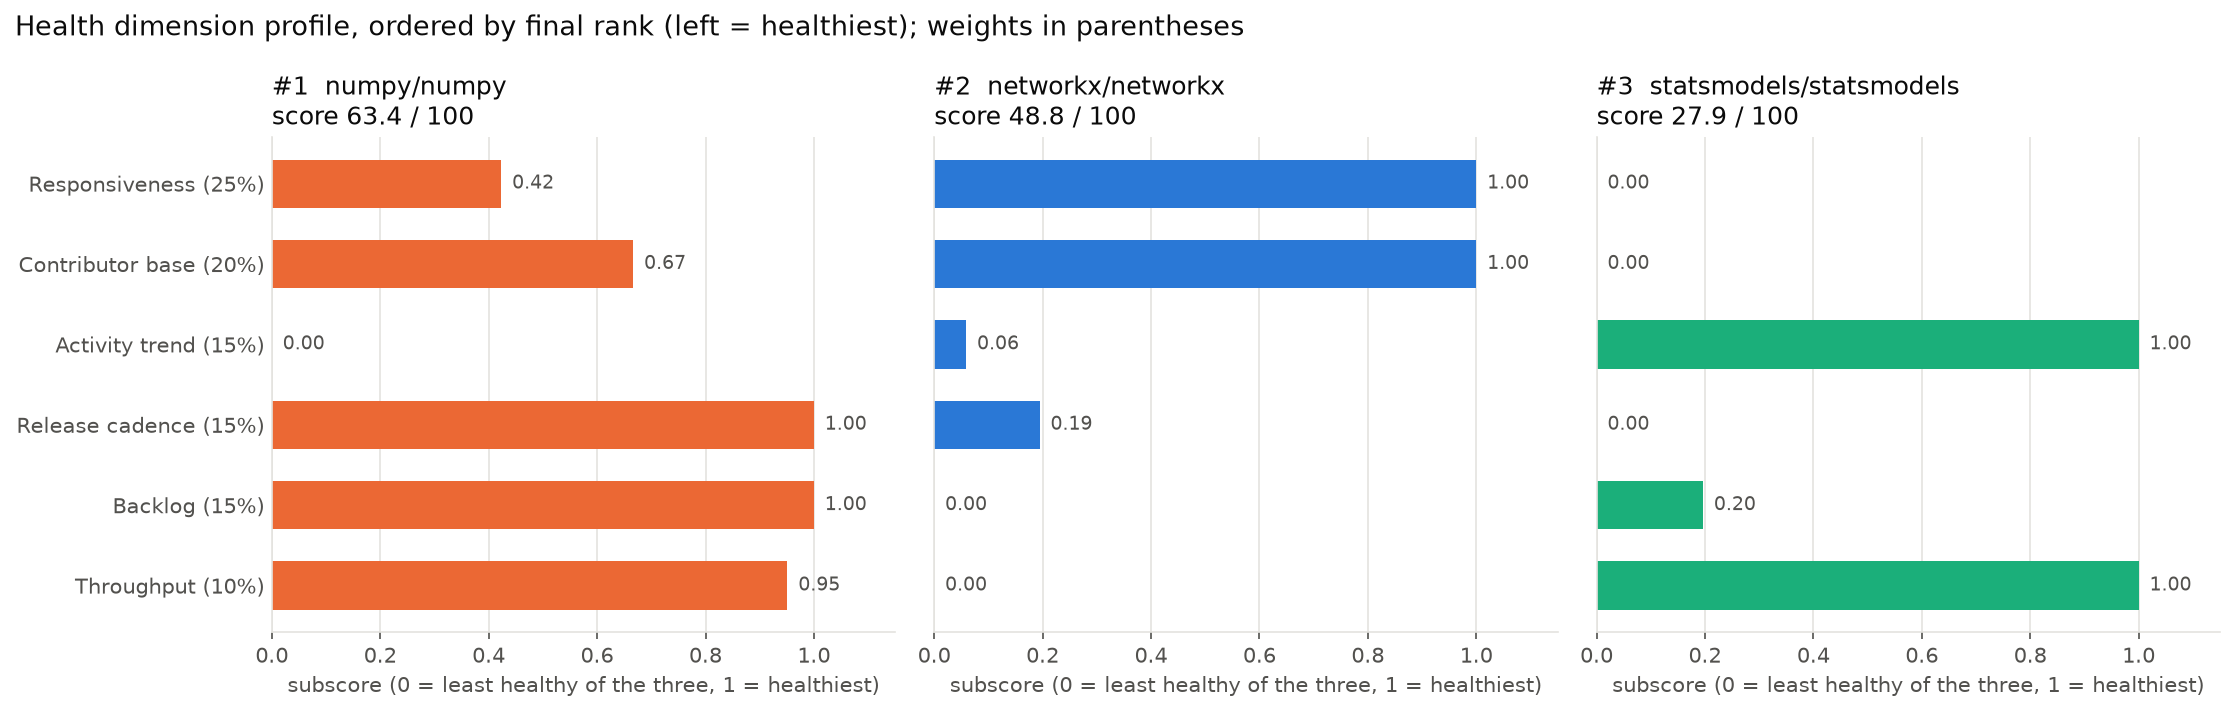 Health dimension profile, ordered by final rank (left = healthiest); weights in parentheses
#1  numpy/numpy
score 63.4 / 100
#2  networkx/networkx
score 48.8 / 100
#3  statsmodels/statsmodels
score 27.9 / 100
Responsiveness (25%) 0.42 1.00 0.00
Contributor base (20%) 0.67 1.00 0.00
Activity trend (15%) 0.00 0.06 1.00
Release cadence (15%) 1.00 0.19 0.00
Backlog (15%) 1.00 0.00 0.20
Throughput (10%) 0.95 0.00 1.00
0.0 0.2 0.4 0.6 0.8 1.0 0.0 0.2 0.4 0.6 0.8 1.0 0.0 0.2 0.4 0.6 0.8 1.0
subscore (0 = least healthy of the three, 1 = healthiest)
subscore (0 = least healthy of the three, 1 = healthiest)
subscore (0 = least healthy of the three, 1 = healthiest)